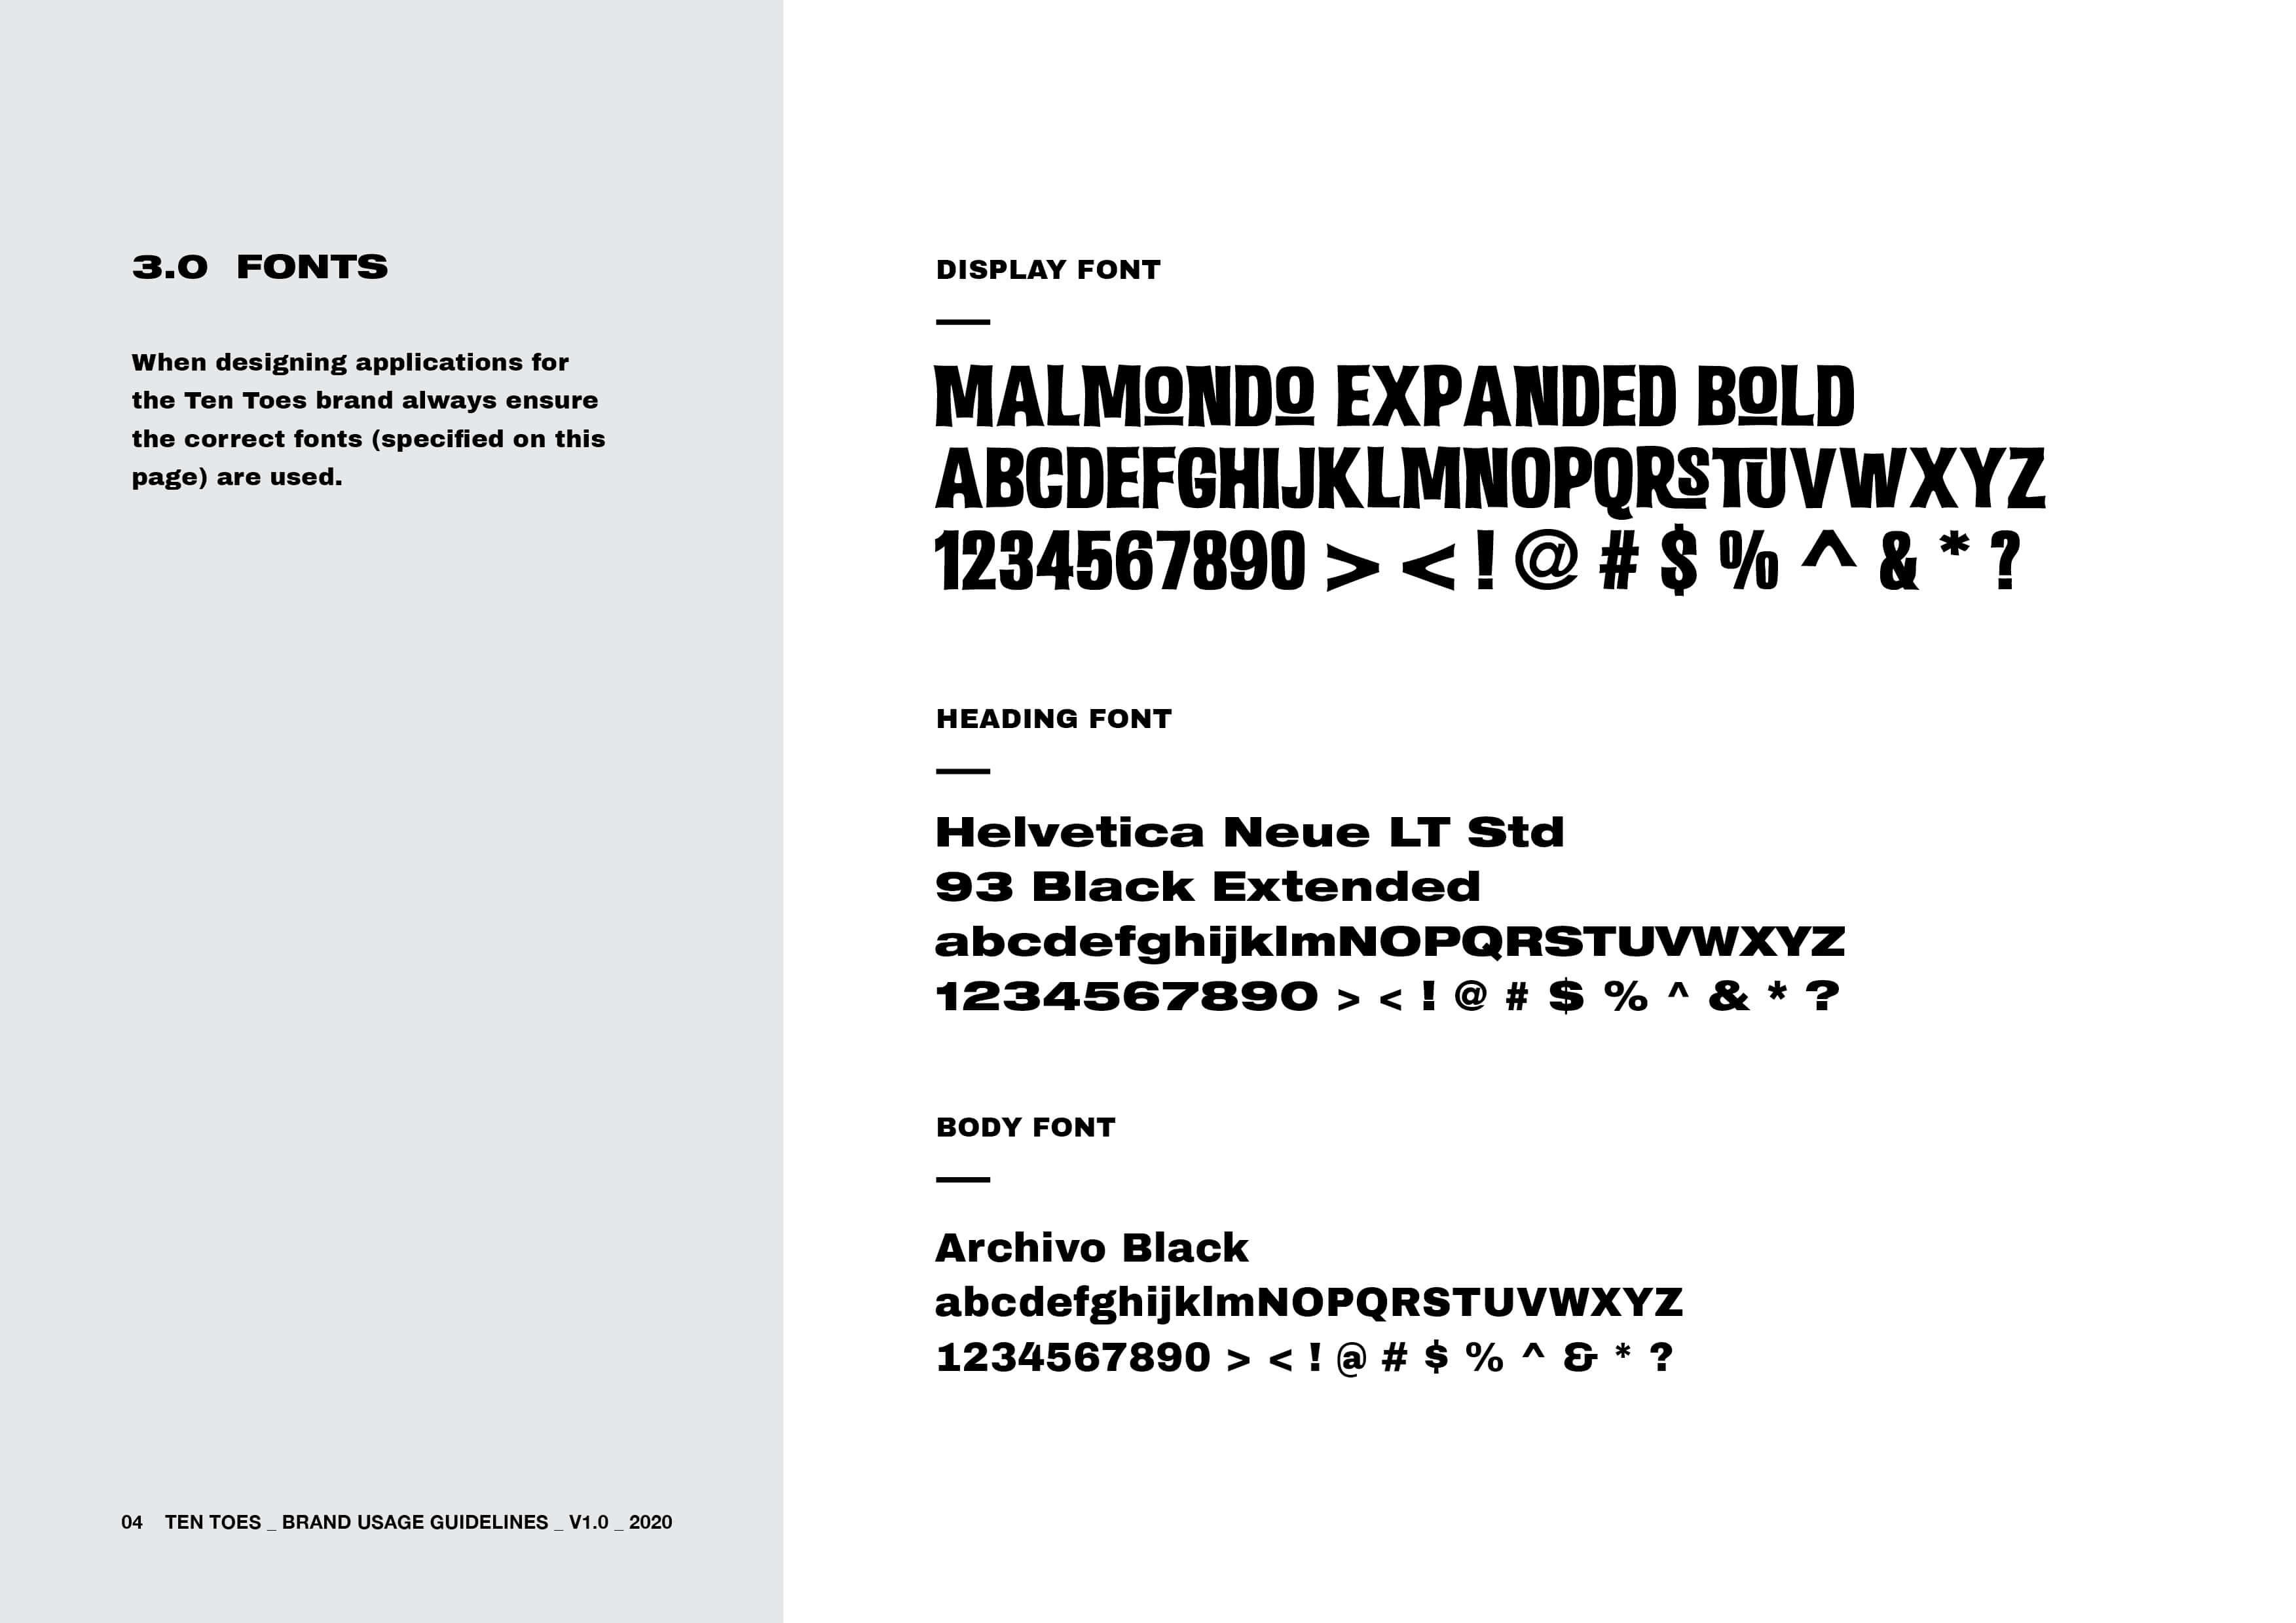 3.0 FONTS
When designing applications for
the Ten Toes brand always ensure
the correct fonts (specified on this
page) are used.
DISPLAY FONT
MALMONDO EXPANDED BOLD
ABCDEFGHIJKLMNOPQRSTUVWXYZ
1234567890 > < ! @ # $ % ^ & * ?
HEADING FONT
Helvetica Neue LT Std
93 Black Extended
abcdefghijklmNOPQRSTUVWXYZ
1234567890 > < ! @ # $ % ^ & * ?
BODY FONT
Archivo Black
abcdefghijklmNOPQRSTUVWXYZ
1234567890 > < ! @ # $ % ^ & * ?
04 TEN TOES _ BRAND USAGE GUIDELINES _ V1.0 _ 2020